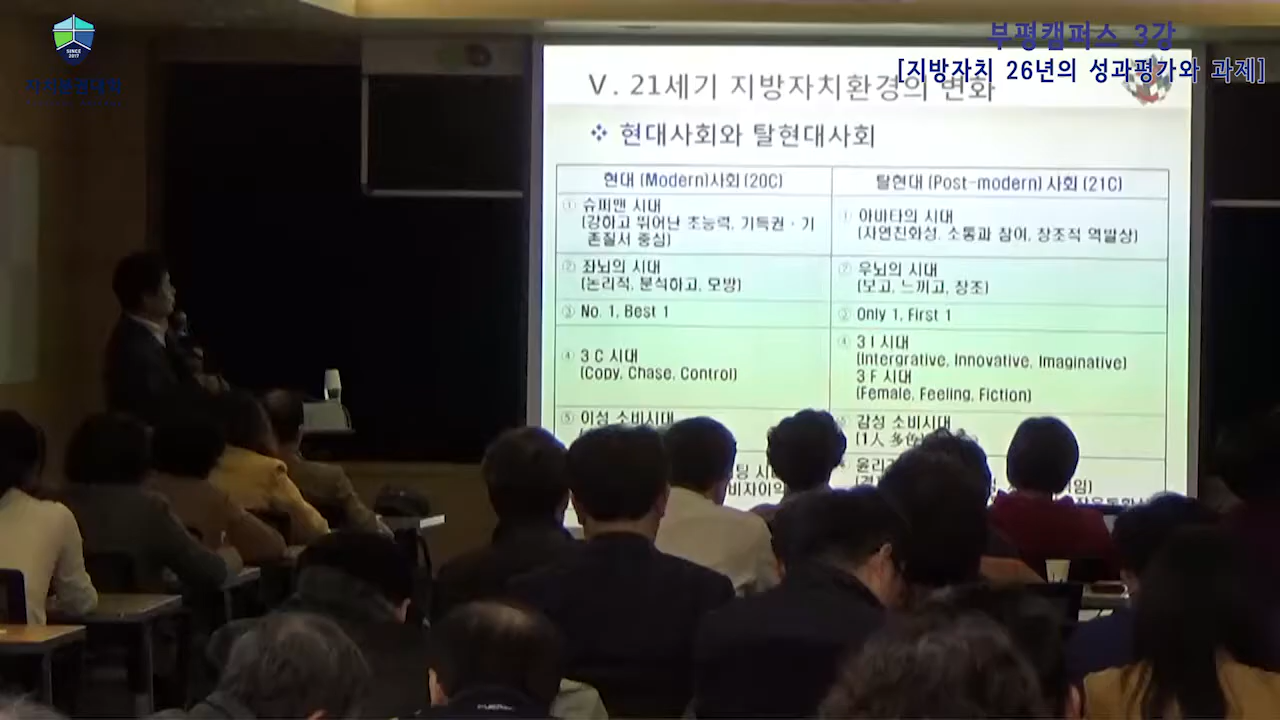 SINCE
2017
자치분권대학
부평캠퍼스 3강
[지방자치 26년의 성과평가와 과제]
Ⅴ. 21세기 지방자치환경의 변화
❖ 현대사회와 탈현대사회
현대 (Modern)사회 (20C)
① 슈퍼맨 시대
(강하고 뛰어난 초능력, 기득권·기
존질서 중심)
② 좌뇌의 시대
(논리적, 분석하고, 모방)
③ No. 1, Best 1
④ 3 C 시대
(Copy, Chase, Control)
⑤ 이성 소비시대
탈현대 (Post-modern) 사회 (21C)
① 아바타의 시대
(자연친화성, 소통과 참여, 창조적 역발상)
② 우뇌의 시대
(보고, 느끼고, 창조)
Only 1, First 1
④ 3 I 시대
(Intergrative, Innovative, Imaginative)
3 F 시대
(Female, Feeling, Fiction)
감성 소비시대
(1人 多